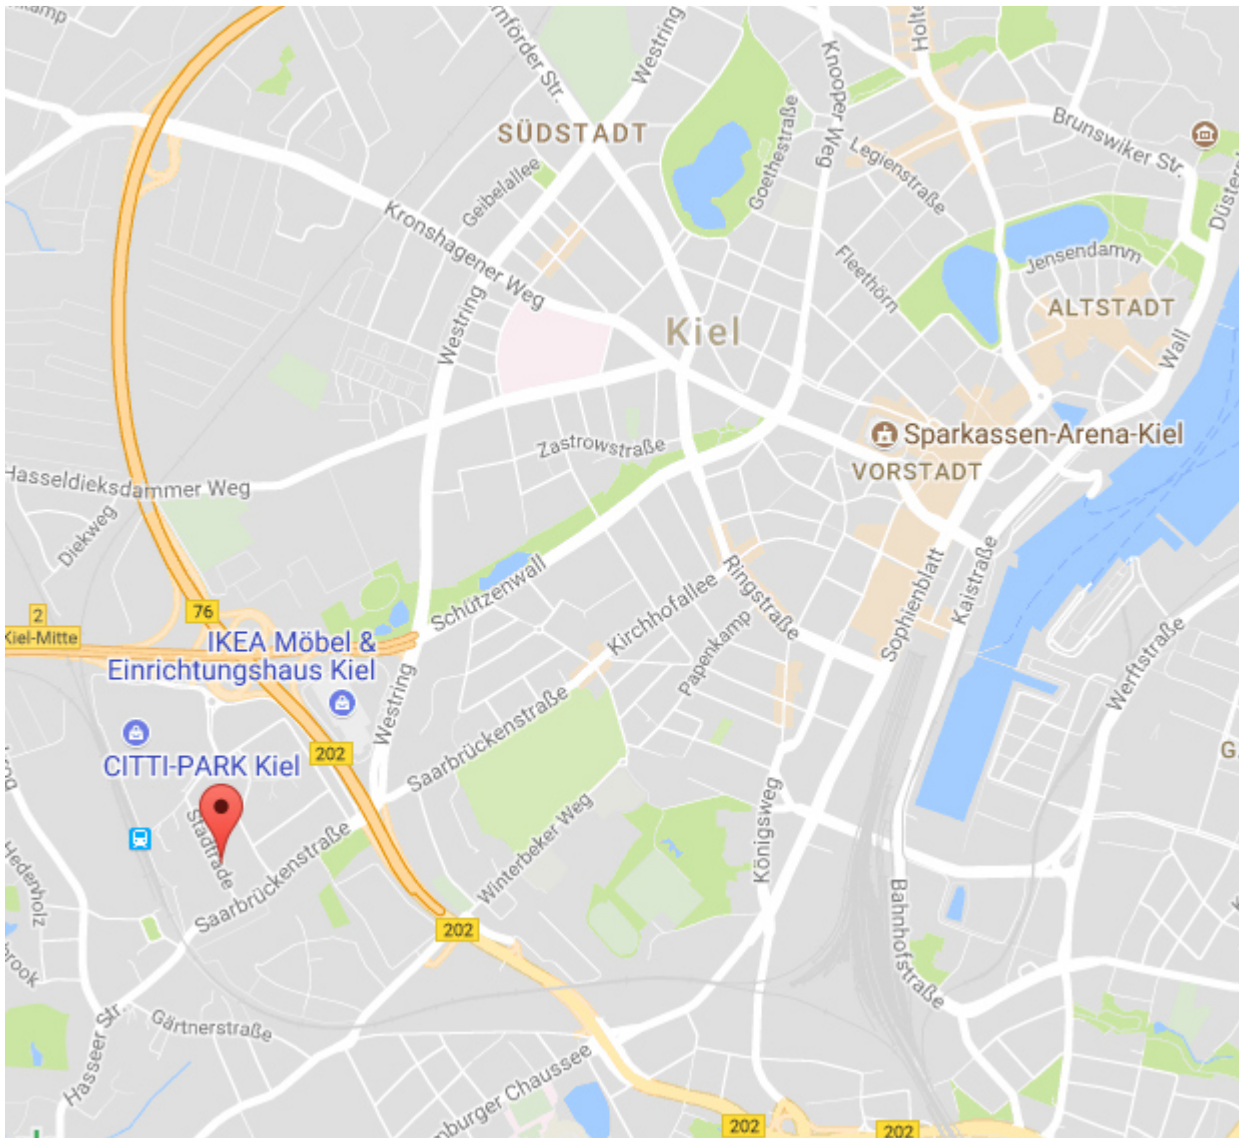 Westring
Holte
SÜDSTADT
Geibelallee
Goethestraße
Knooper Weg
Legienstraße
Brunswiker Str.
Kronshagener Weg
Westring
Fleethörn
Jensendamm
ALTSTADT
Kiel
Wall
Zastrowstraße
Sparkassen-Arena-Kiel
VORSTADT
Hasseldieksdammer Weg
Diekweg
Schützenwall
Ringstraße
Kirchhofallee
Papenkamp
Sophienblatt
Kaistraße
Werftstraße
76
2
Kiel-Mitte
IKEA Möbel &
Einrichtungshaus Kiel
Westring
Saarbrückenstraße
CITTI-PARK Kiel
202
Stadtrade
Saarbrückenstraße
Winterbeker Weg
Königsweg
Hedenholz
Bahnhofstraße
202
Hasseer Str.
Gärtnerstraße
nburger Chaussee
202
202